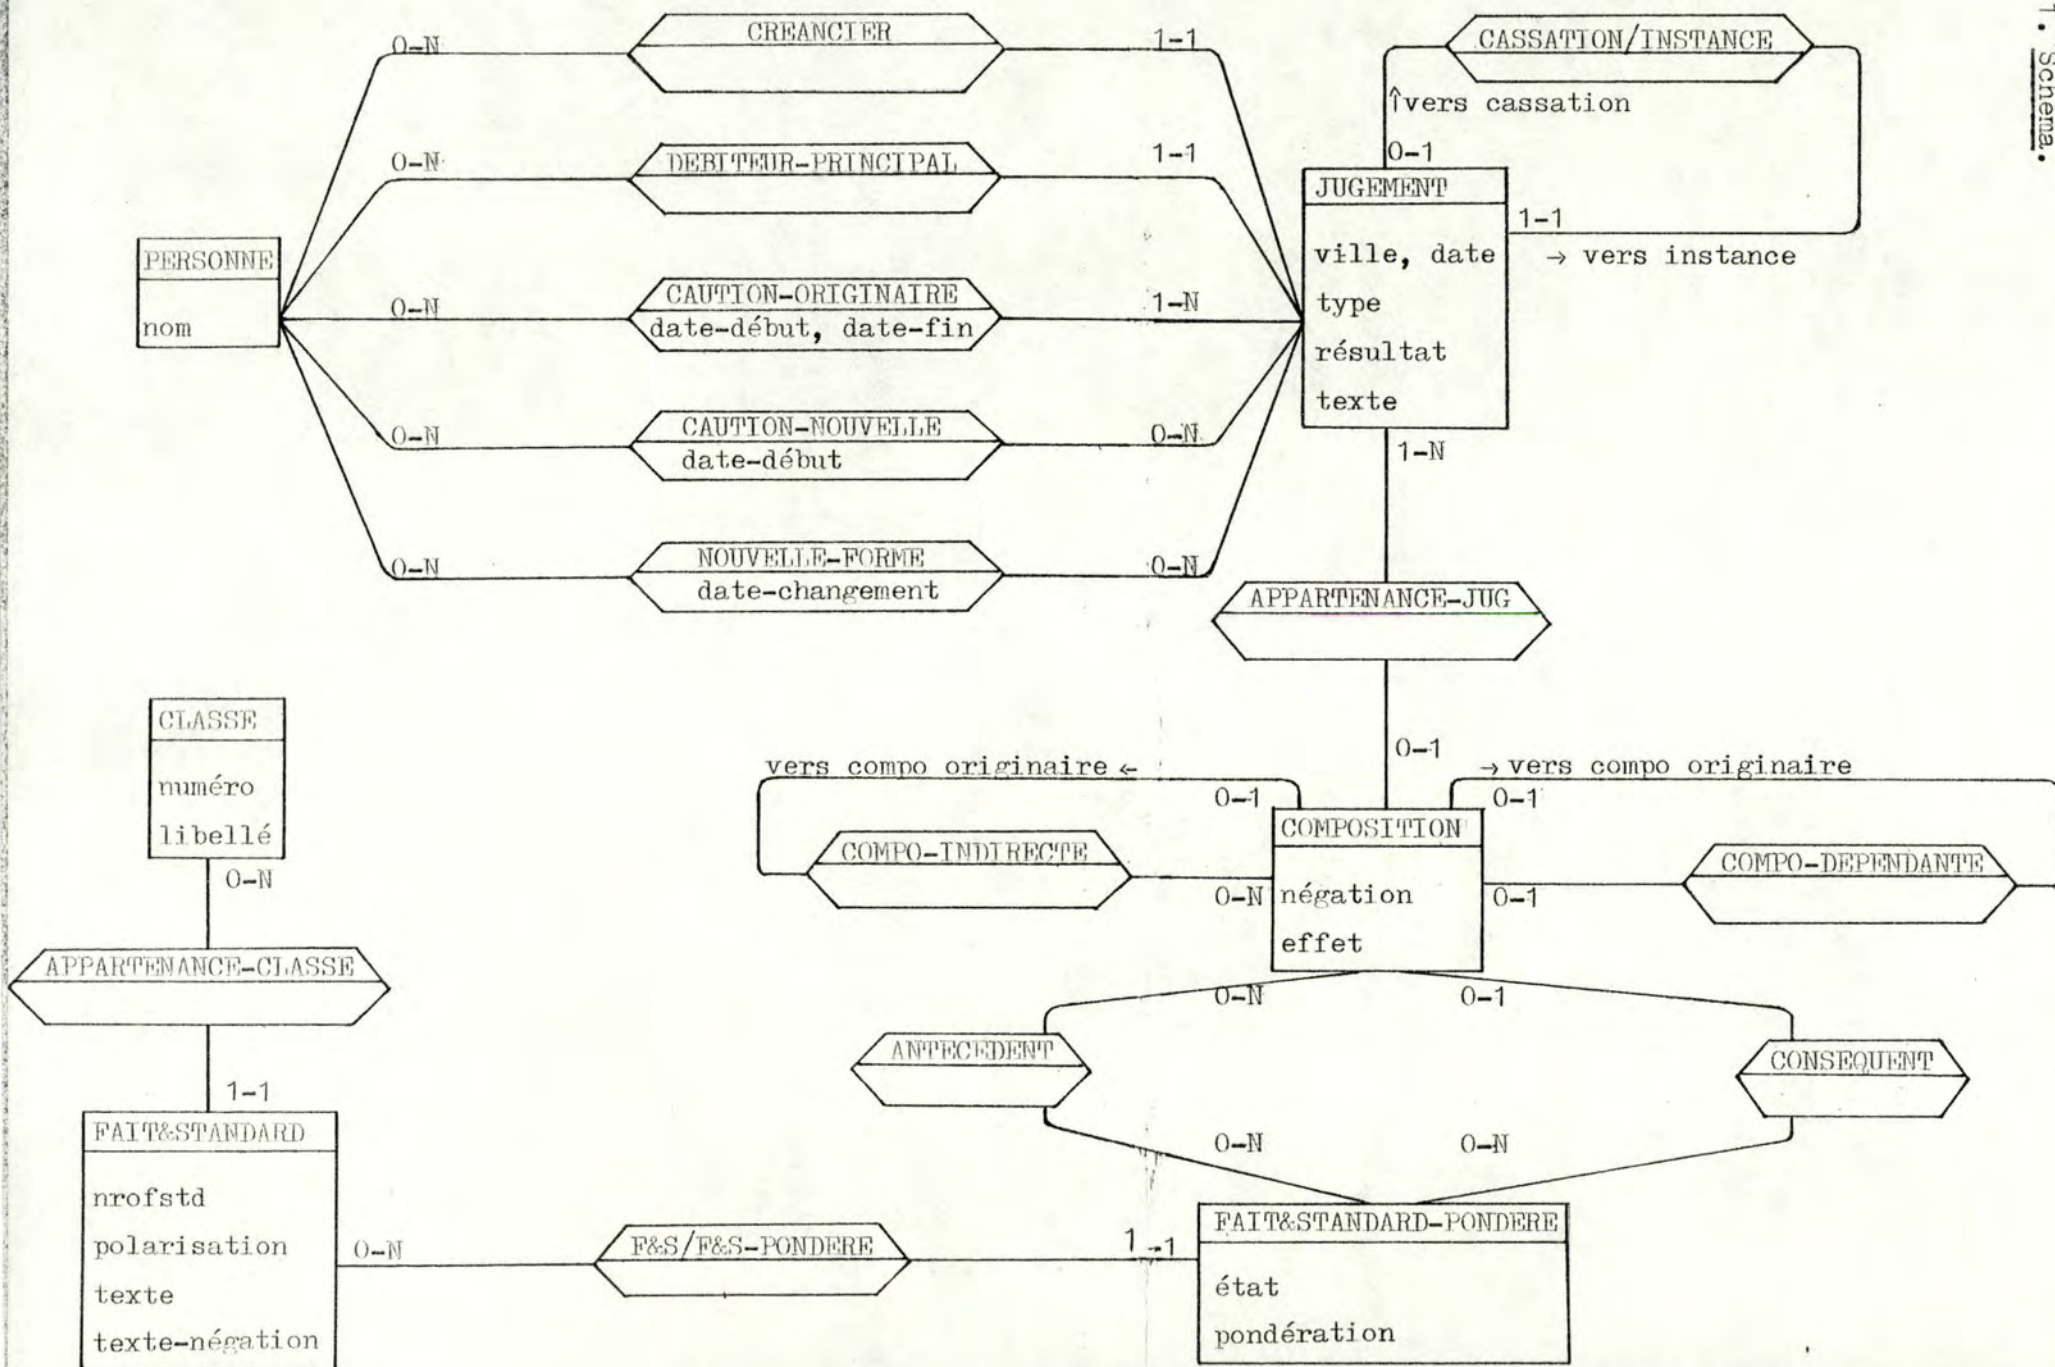 1. Schema.
CREANCIER
0-N
1-1
CASSATION/INSTANCE
↑vers cassation
0-1
DEBITEUR-PRINCIPAL
0-N
1-1
JUGEMENT
ville, date
type
résultat
texte
1-1
→ vers instance
PERSONNE
nom
CAUTION-ORIGINAIRE
date-début, date-fin
0-N
1-N
CAUTION-NOUVELLE
date-début
0-N
0-N
1-N
NOUVELLE-FORME
date-changement
0-N
0-N
APPARTENANCE-JUG
0-1
CLASSE
numéro
libellé
0-N
vers compo originaire ←
→ vers compo originaire
0-1
0-1
COMPOSITION
négation
effet
COMPO-INDIRECTE
0-N
COMPO-DEPENDANTE
0-1
APPARTENANCE-CLASSE
1-1
0-N
0-1
ANTECEDENT
CONSEQUENT
0-N
0-N
FAIT&STANDARD
nrofstd
polarisation
texte
texte-négation
0-N
F&S/F&S-PONDERE
1-1
FAIT&STANDARD-PONDERE
état
pondération